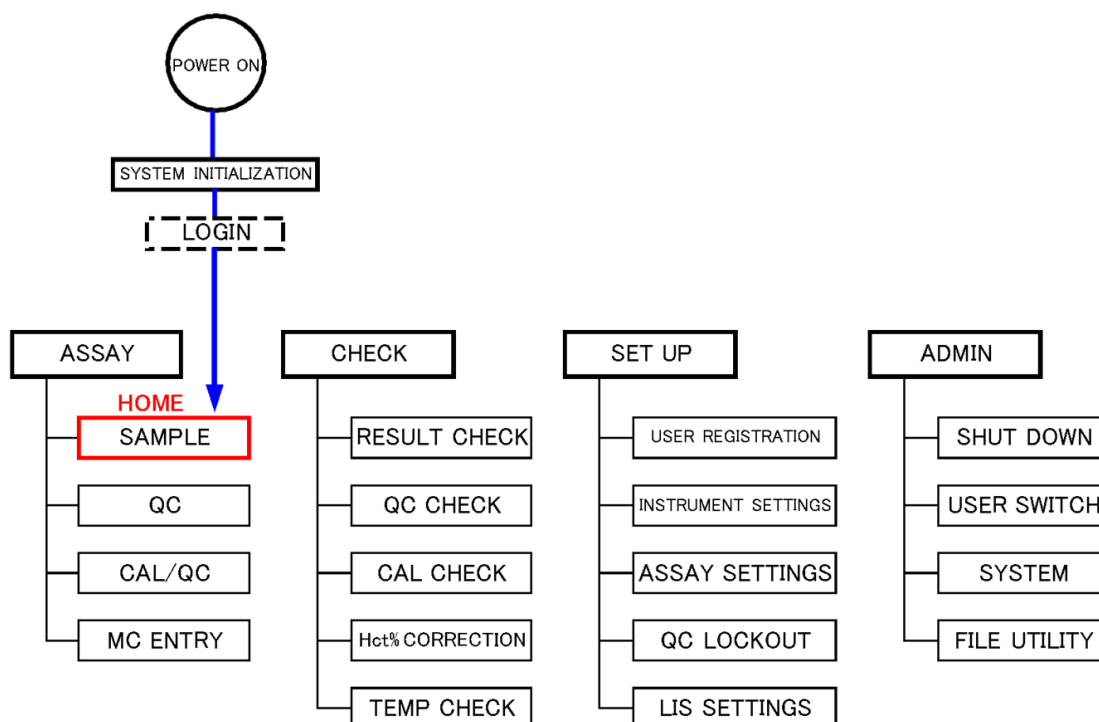 POWER ON
SYSTEM INITIALIZATION
LOGIN
ASSAY
HOME
SAMPLE
QC
CAL/QC
MC ENTRY
CHECK
RESULT CHECK
QC CHECK
CAL CHECK
Hct% CORRECTION
TEMP CHECK
SET UP
USER REGISTRATION
INSTRUMENT SETTINGS
ASSAY SETTINGS
QC LOCKOUT
LIS SETTINGS
ADMIN
SHUT DOWN
USER SWITCH
SYSTEM
FILE UTILITY